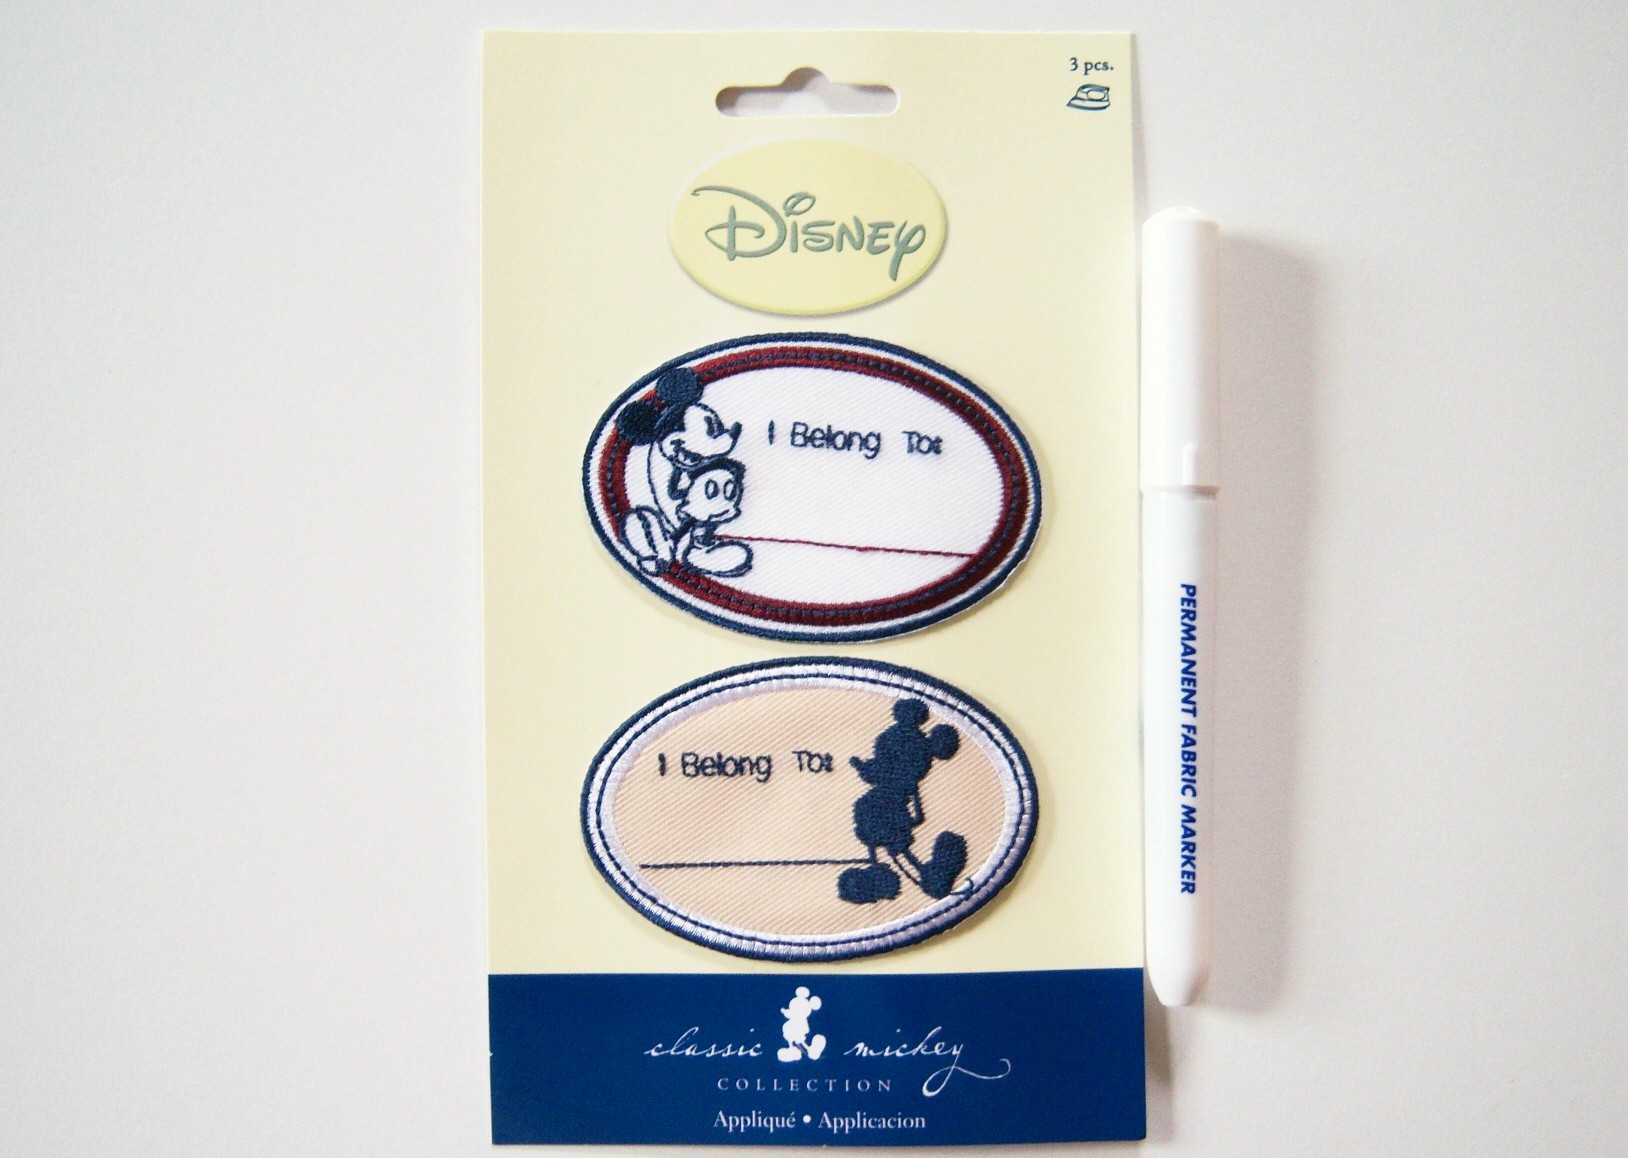 3 pcs.
Disney
I Belong To:
I Belong To:
PERMANENT FABRIC MARKER
classic mickey
COLLECTION
Appliqué • Applicacion